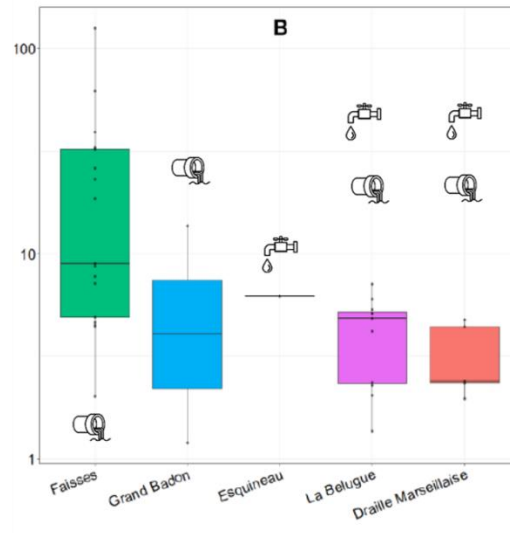 B
100
10
1
Faisses
Grand Badon
Esquineau
La Belugue
Draille Marseillaise